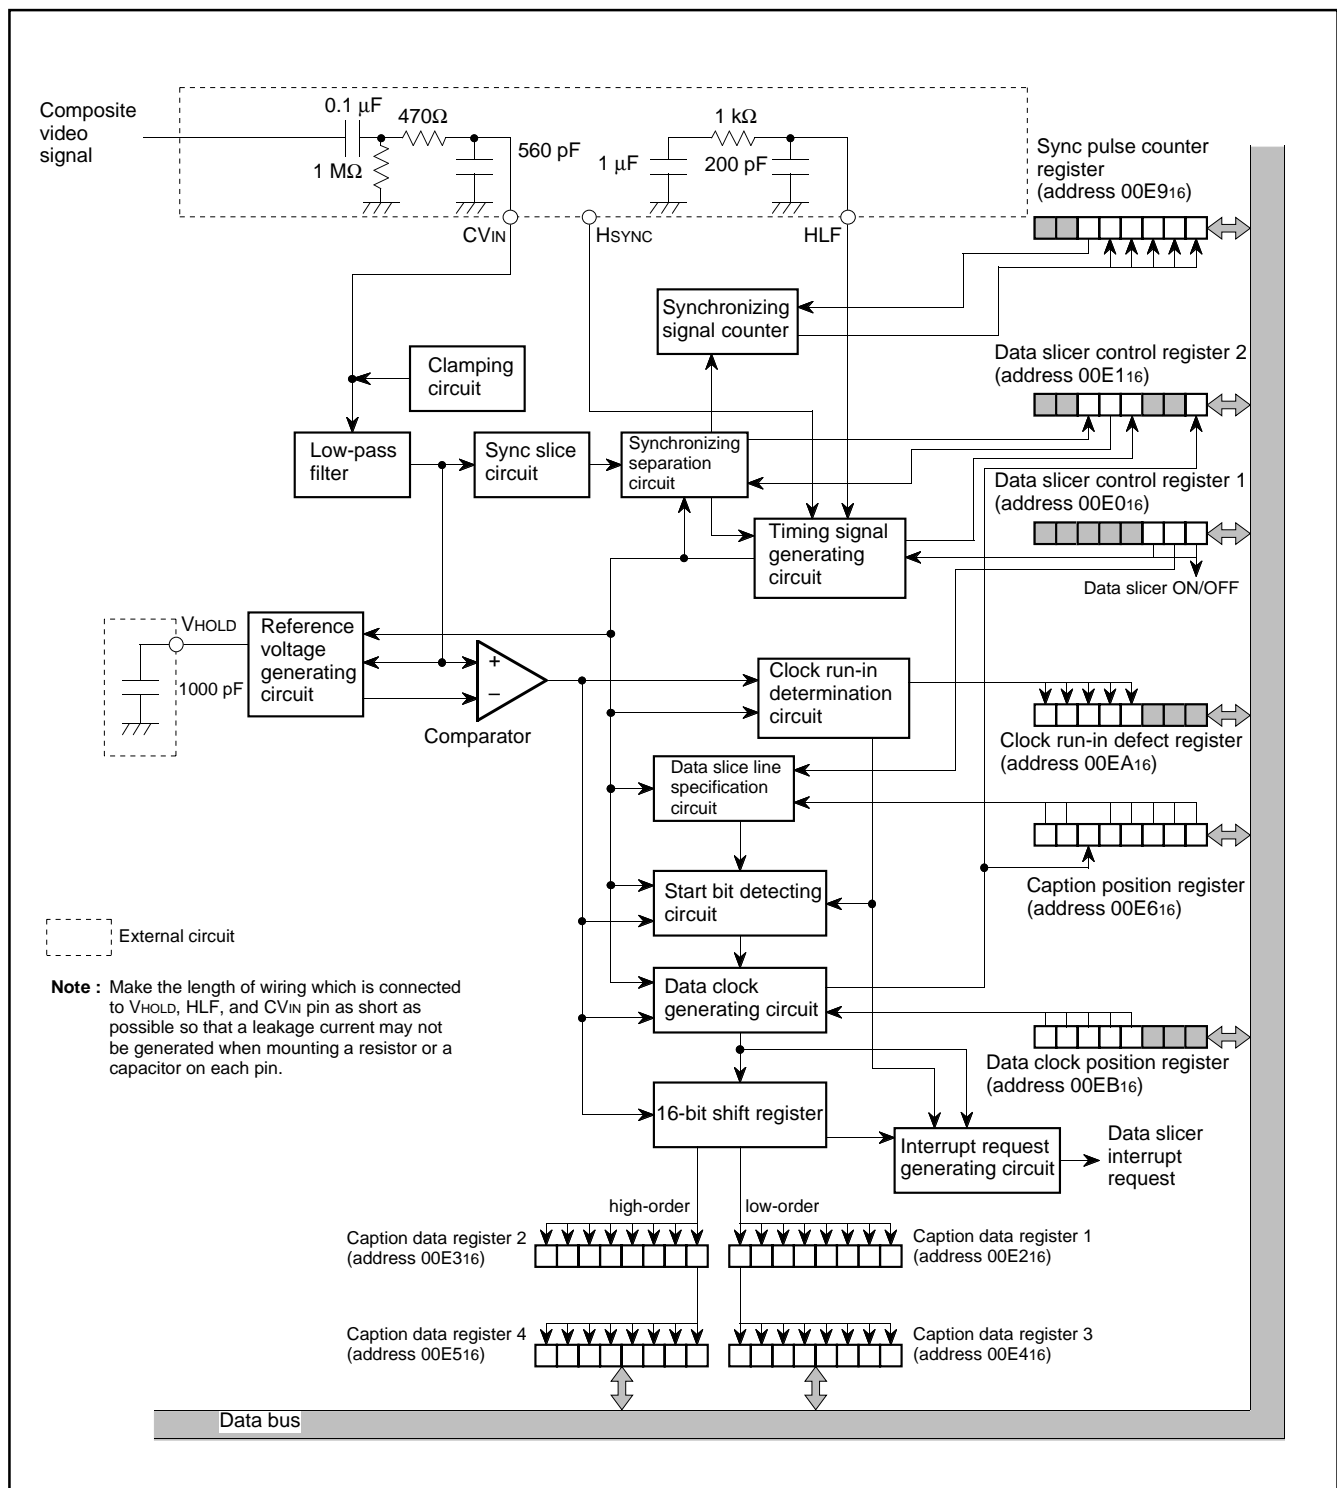 Composite
video
signal
0.1 µF
470Ω
1 MΩ
560 pF
1 kΩ
1 µF
200 pF
CVIN
HSYNC
HLF
Sync pulse counter
register
(address 00E916)
Synchronizing
signal counter
Data slicer control register 2
(address 00E116)
Clamping
circuit
Low-pass
filter
Sync slice
circuit
Synchronizing
separation
circuit
Data slicer control register 1
(address 00E016)
Timing signal
generating
circuit
Data slicer ON/OFF
VHOLD
1000 pF
Reference
voltage
generating
circuit
+
−
Comparator
Clock run-in
determination
circuit
Clock run-in defect register
(address 00EA16)
Data slice line
specification
circuit
Start bit detecting
circuit
Caption position register
(address 00E616)
External circuit
Note : Make the length of wiring which is connected
to VHOLD, HLF, and CVIN pin as short as
possible so that a leakage current may not
be generated when mounting a resistor or a
capacitor on each pin.
Data clock
generating circuit
Data clock position register
(address 00EB16)
16-bit shift register
Interrupt request
generating circuit
Data slicer
interrupt
request
high-order
low-order
Caption data register 2
(address 00E316)
Caption data register 1
(address 00E216)
Caption data register 4
(address 00E516)
Caption data register 3
(address 00E416)
Data bus